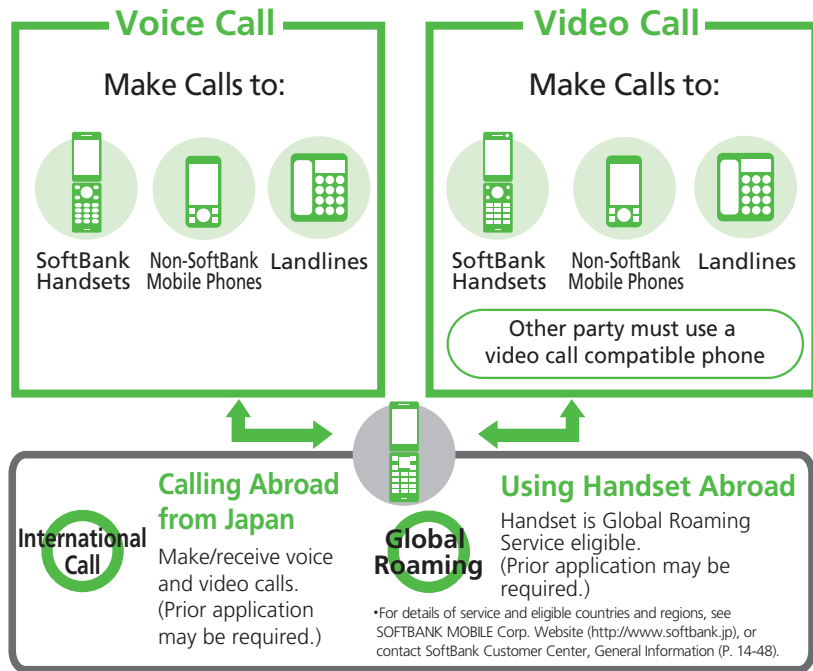 Voice Call
Make Calls to:
SoftBank
Handsets
Non-SoftBank
Mobile Phones
Landlines
Video Call
Make Calls to:
SoftBank
Handsets
Non-SoftBank
Mobile Phones
Landlines
Other party must use a
video call compatible phone
International
Call
Calling Abroad
from Japan
Make/receive voice
and video calls.
(Prior application
may be required.)
Global
Roaming
Using Handset Abroad
Handset is Global Roaming
Service eligible.
(Prior application may be
required.)
•For details of service and eligible countries and regions, see
SOFTBANK MOBILE Corp. Website (http://www.softbank.jp), or
contact SoftBank Customer Center, General Information (P. 14-48).